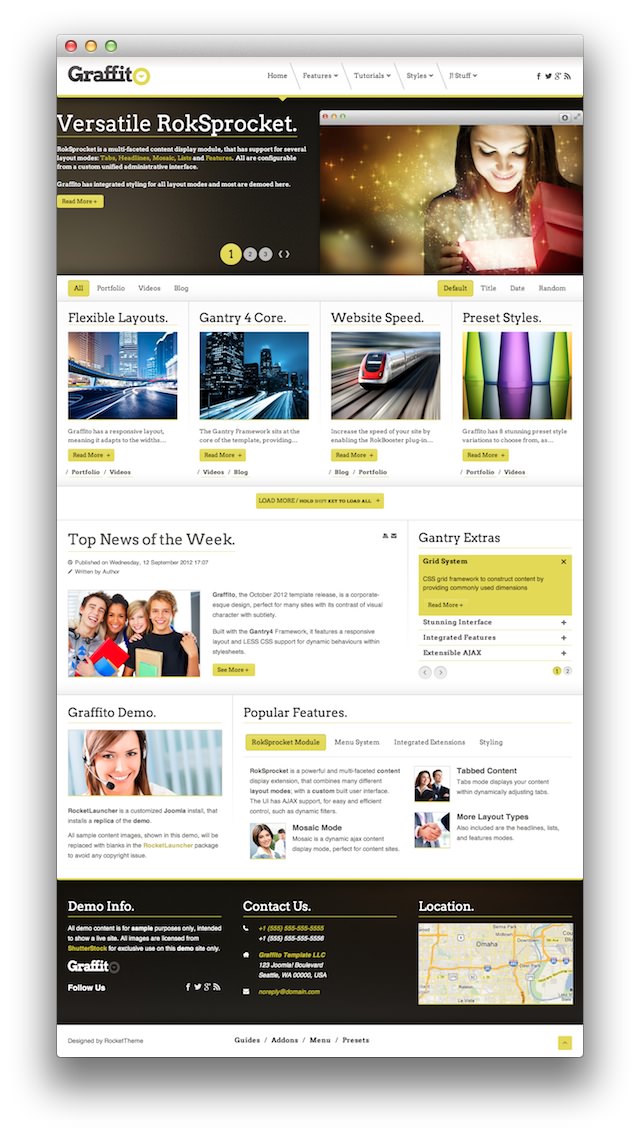 Graffito
Home Features Tutorials Styles J! Stuff
Versatile RokSprocket.
RokSprocket is a multi-faceted content display module, that has support for several
layout modes: Tabs, Headlines, Mosaic, Lists and Features. All are configurable
from a custom unified administrative interface.
Graffito has integrated styling for all layout modes and most are demoed here.
Read More +
1 2 3
All Portfolio Videos Blog
Default Title Date Random
Flexible Layouts.
Graffito has a responsive layout,
meaning it adapts to the widths...
Read More +
/ Portfolio / Videos
Gantry 4 Core.
The Gantry Framework sits at the
core of the template, providing...
Read More +
/ Videos / Blog
Website Speed.
Increase the speed of your site by
enabling the RokBooster plug-in...
Read More +
/ Blog / Portfolio
Preset Styles.
Graffito has 8 stunning preset style
variations to choose from, as...
Read More +
/ Portfolio / Videos
LOAD MORE / HOLD SHIFT KEY TO LOAD ALL +
Top News of the Week.
Published on Wednesday, 12 September 2012 17:07
Written by Author
Graffito, the October 2012 template release, is a corporate-
esque design, perfect for many sites with its contrast of visual
character with subtlety.
Built with the Gantry4 Framework, it features a responsive
layout and LESS CSS support for dynamic behaviours within
stylesheets.
See More +
Gantry Extras
Grid System
CSS grid framework to construct content by
providing commonly used dimensions
Read More +
Stunning Interface +
Integrated Features +
Extensible AJAX +
1 2
Graffito Demo.
RocketLauncher is a customized Joomla install, that
installs a replica of the demo.
All sample content images, shown in this demo, will be
replaced with blanks in the RocketLauncher package
to avoid any copyright issue.
Popular Features.
RokSprocket Module Menu System Integrated Extensions Styling
RokSprocket is a powerful and multi-faceted content
display extension, that combines many different
layout modes; with a custom built user interface.
The UI has AJAX support, for easy and efficient
control, such as dynamic filters.
Mosaic Mode
Mosaic is a dynamic ajax content
display mode, perfect for content sites.
Tabbed Content
Tabs mode displays your content
within dynamically adjusting tabs.
More Layout Types
Also included are the headlines, lists,
and features modes.
Demo Info.
All demo content is for sample purposes only, intended
to show a live site. All images are licensed from
ShutterStock for exclusive use on this demo site only.
Graffito
Follow Us
Contact Us.
+1 (555) 555-555-5555
+1 (555) 555-555-5556
Graffito Template LLC
123 Joomla! Boulevard
Seattle, WA 00000, USA
noreply@domain.com
Location.
Omaha
La Vista
Designed by RocketTheme
Guides / Addons / Menu / Presets